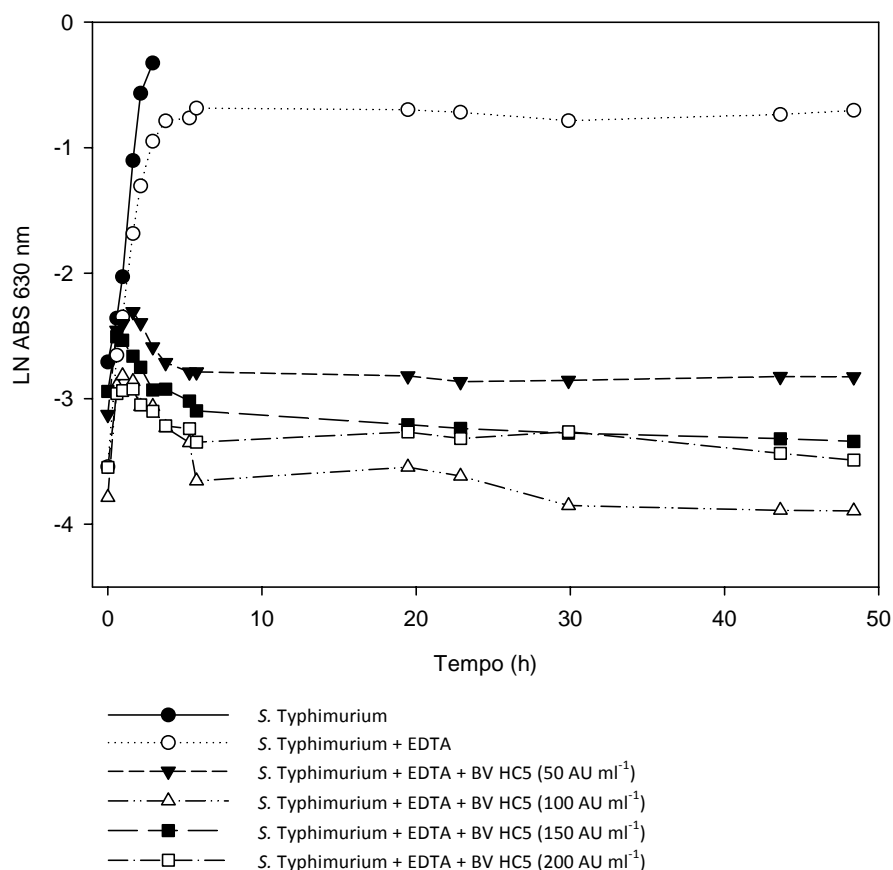 LN ABS 630 nm
0
-1
-2
-3
-4
0 10 20 30 40 50
Tempo (h)
S. Typhimurium
S. Typhimurium + EDTA
S. Typhimurium + EDTA + BV HC5 (50 AU ml⁻¹)
S. Typhimurium + EDTA + BV HC5 (100 AU ml⁻¹)
S. Typhimurium + EDTA + BV HC5 (150 AU ml⁻¹)
S. Typhimurium + EDTA + BV HC5 (200 AU ml⁻¹)